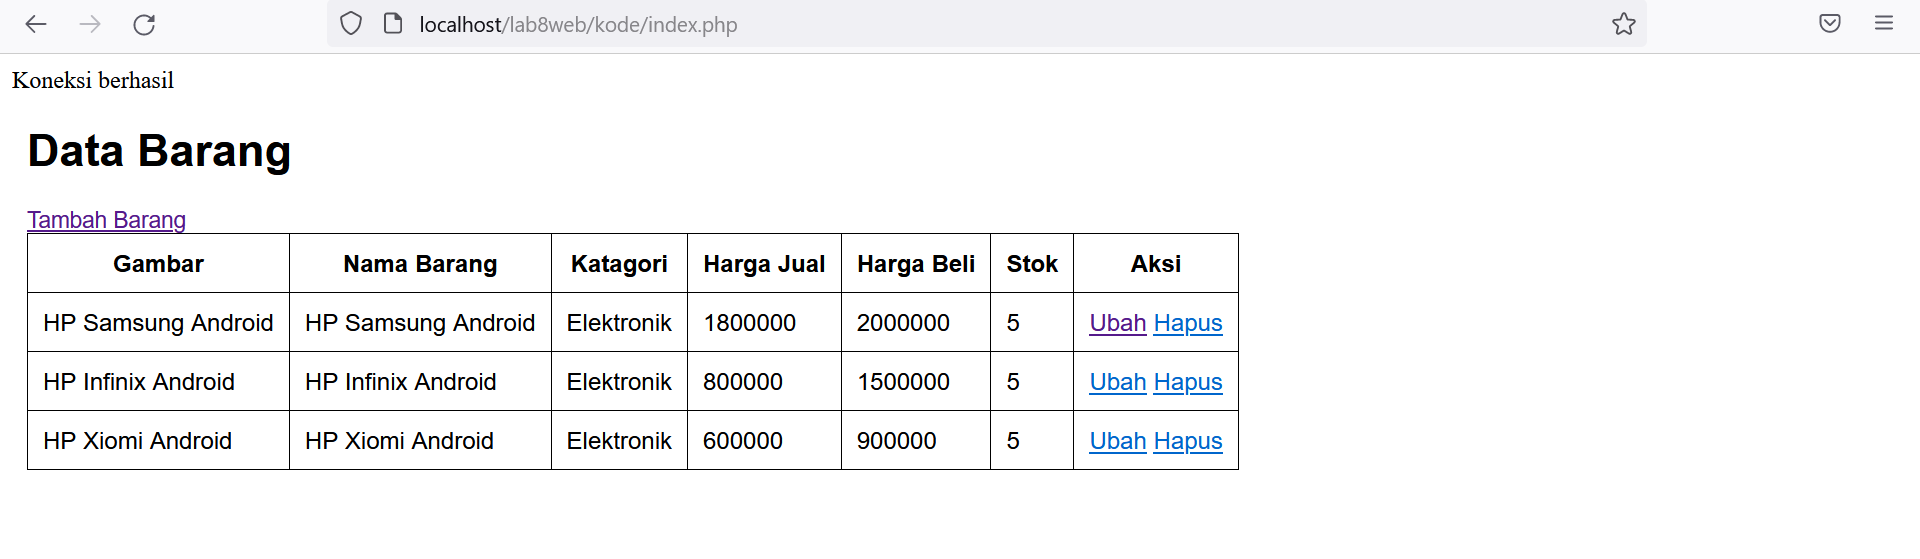 localhost/lab8web/kode/index.php
Koneksi berhasil
Data Barang
Tambah Barang
Gambar Nama Barang Katagori Harga Jual Harga Beli Stok Aksi
HP Samsung Android HP Samsung Android Elektronik 1800000 2000000 5 Ubah Hapus
HP Infinix Android HP Infinix Android Elektronik 800000 1500000 5 Ubah Hapus
HP Xiomi Android HP Xiomi Android Elektronik 600000 900000 5 Ubah Hapus